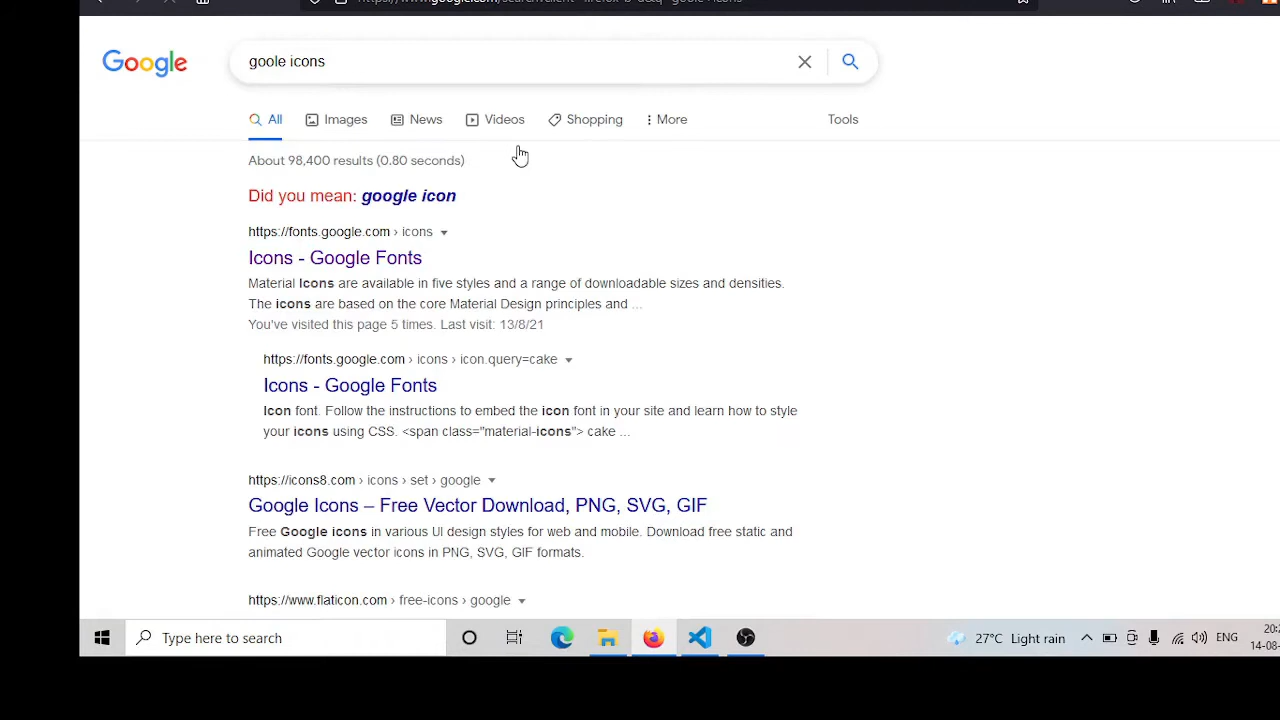 Google
goole icons
All Images News Videos Shopping More Tools
About 98,400 results (0.80 seconds)
Did you mean: google icon
https://fonts.google.com › icons
Icons - Google Fonts
Material Icons are available in five styles and a range of downloadable sizes and densities.
The icons are based on the core Material Design principles and ...
You've visited this page 5 times. Last visit: 13/8/21
https://fonts.google.com › icons › icon.query=cake
Icons - Google Fonts
Icon font. Follow the instructions to embed the icon font in your site and learn how to style
your icons using CSS. <span class="material-icons"> cake ...
https://icons8.com › icons › set › google
Google Icons – Free Vector Download, PNG, SVG, GIF
Free Google icons in various UI design styles for web and mobile. Download free static and
animated Google vector icons in PNG, SVG, GIF formats.
https://www.flaticon.com › free-icons › google
Type here to search
27°C Light rain
ENG
20:
14-08-